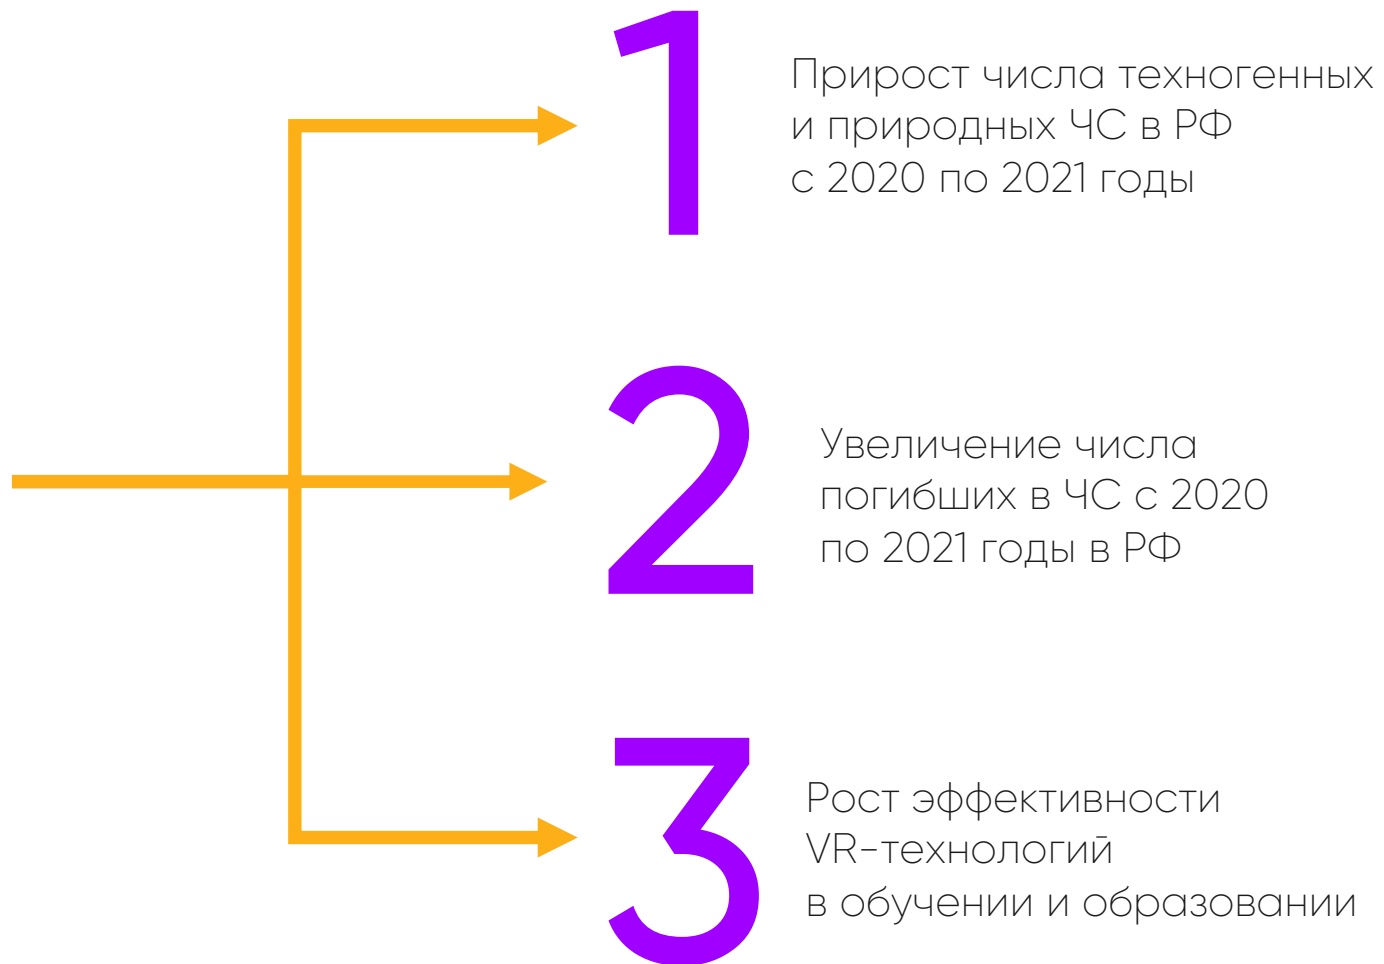 1
Прирост числа техногенных
и природных ЧС в РФ
с 2020 по 2021 годы
2
Увеличение числа
погибших в ЧС с 2020
по 2021 годы в РФ
3
Рост эффективности
VR-технологий
в обучении и образовании